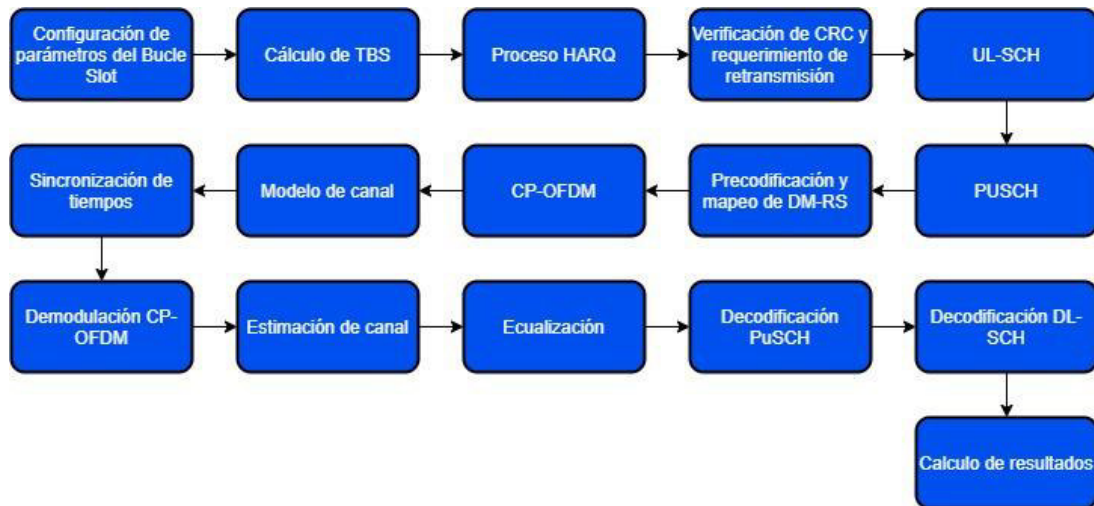 Configuración de
parámetros del Bucle
Slot
Cálculo de TBS
Proceso HARQ
Verificación de CRC y
requerimiento de
retransmisión
UL-SCH
PUSCH
Precodificación y
mapeo de DM-RS
CP-OFDM
Modelo de canal
Sincronización de
tiempos
Demodulación CP-
OFDM
Estimación de canal
Ecualización
Decodificación
PuSCH
Decodificación DL-
SCH
Calculo de resultados